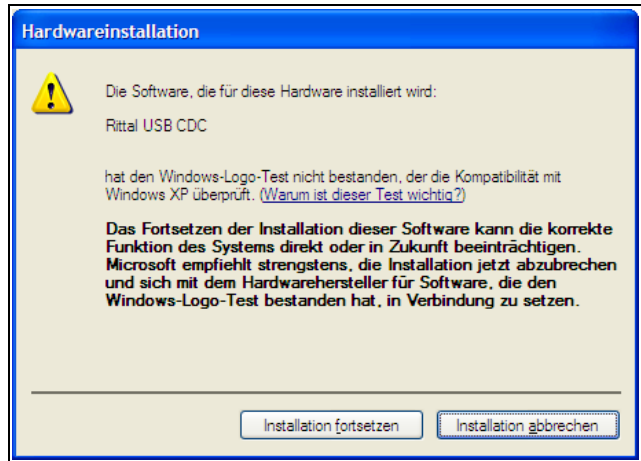 Hardwareinstallation
Die Software, die für diese Hardware installiert wird:
Rittal USB CDC
hat den Windows-Logo-Test nicht bestanden, der die Kompatibilität mit
Windows XP überprüft. (Warum ist dieser Test wichtig?)
Das Fortsetzen der Installation dieser Software kann die korrekte
Funktion des Systems direkt oder in Zukunft beeinträchtigen.
Microsoft empfiehlt strengstens, die Installation jetzt abzubrechen
und sich mit dem Hardwarehersteller für Software, die den
Windows-Logo-Test bestanden hat, in Verbindung zu setzen.
Installation fortsetzen Installation abbrechen